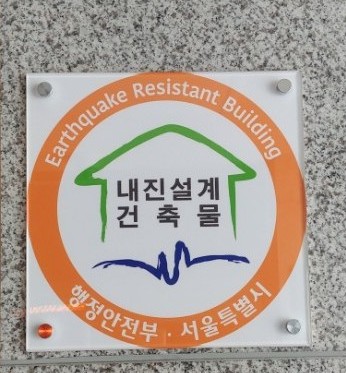 Earthquake Resistant Building
내진설계
건축물
행정안전부 · 서울특별시